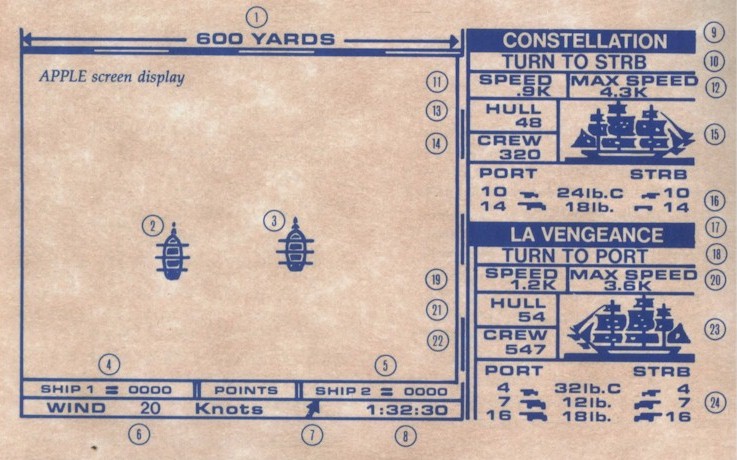 1
600 YARDS
APPLE screen display
2
3
4
5
SHIP 1 = 0000 POINTS SHIP 2 = 0000
WIND 20 Knots 1:32:30
6
7
8
CONSTELLATION
9
TURN TO STRB
10
11
SPEED MAX SPEED
.9K 4.3K
12
13
HULL
48
14
CREW
320
15
PORT STRB
10 24lb.C 10
16
14 18lb. 14
17
LA VENGEANCE
TURN TO PORT
18
19
SPEED MAX SPEED
1.2K 3.6K
20
21
HULL
54
22
CREW
547
23
PORT STRB
4 32lb.C 4
7 12lb. 7
24
16 18lb. 16